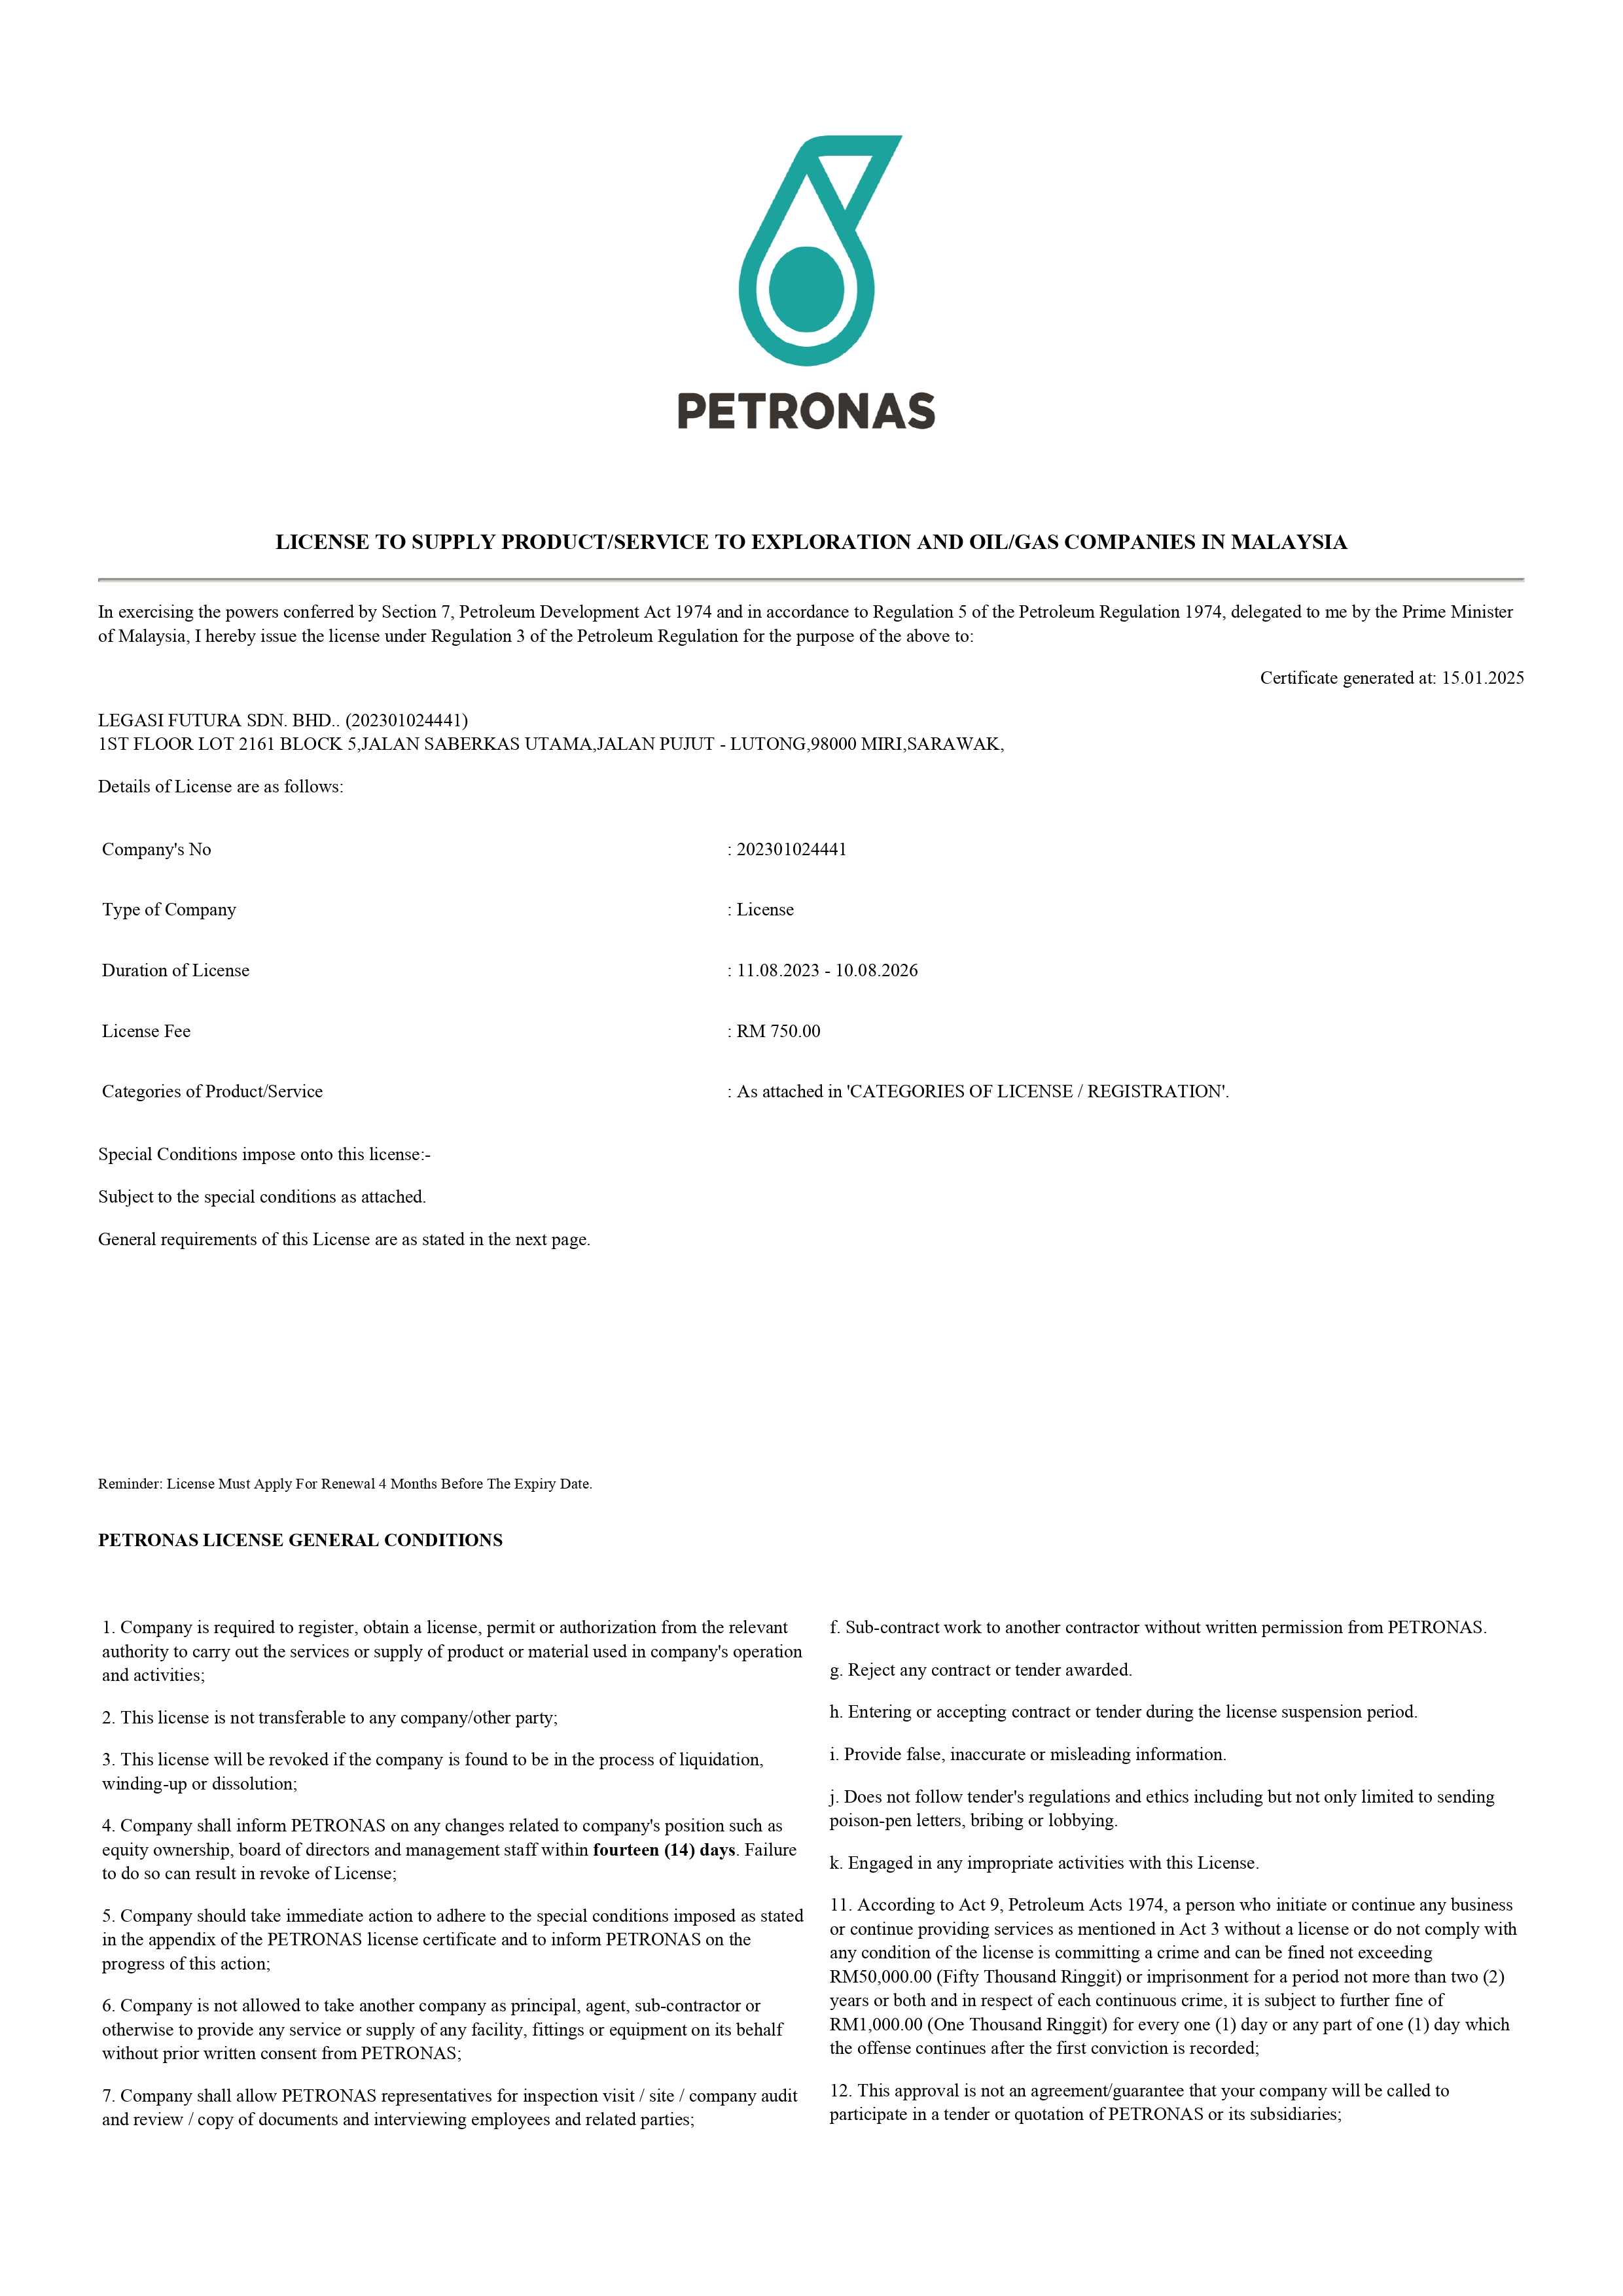 PETRONAS
LICENSE TO SUPPLY PRODUCT/SERVICE TO EXPLORATION AND OIL/GAS COMPANIES IN MALAYSIA
In exercising the powers conferred by Section 7, Petroleum Development Act 1974 and in accordance to Regulation 5 of the Petroleum Regulation 1974, delegated to me by the Prime Minister
of Malaysia, I hereby issue the license under Regulation 3 of the Petroleum Regulation for the purpose of the above to:
Certificate generated at: 15.01.2025
LEGASI FUTURA SDN. BHD.. (202301024441)
1ST FLOOR LOT 2161 BLOCK 5,JALAN SABERKAS UTAMA,JALAN PUJUT - LUTONG,98000 MIRI,SARAWAK,
Details of License are as follows:
Company's No : 202301024441
Type of Company : License
Duration of License : 11.08.2023 - 10.08.2026
License Fee : RM 750.00
Categories of Product/Service : As attached in 'CATEGORIES OF LICENSE / REGISTRATION'.
Special Conditions impose onto this license:-
Subject to the special conditions as attached.
General requirements of this License are as stated in the next page.
Reminder: License Must Apply For Renewal 4 Months Before The Expiry Date.
PETRONAS LICENSE GENERAL CONDITIONS
1. Company is required to register, obtain a license, permit or authorization from the relevant
authority to carry out the services or supply of product or material used in company's operation
and activities;
2. This license is not transferable to any company/other party;
3. This license will be revoked if the company is found to be in the process of liquidation,
winding-up or dissolution;
4. Company shall inform PETRONAS on any changes related to company's position such as
equity ownership, board of directors and management staff within fourteen (14) days. Failure
to do so can result in revoke of License;
5. Company should take immediate action to adhere to the special conditions imposed as stated
in the appendix of the PETRONAS license certificate and to inform PETRONAS on the
progress of this action;
6. Company is not allowed to take another company as principal, agent, sub-contractor or
otherwise to provide any service or supply of any facility, fittings or equipment on its behalf
without prior written consent from PETRONAS;
7. Company shall allow PETRONAS representatives for inspection visit / site / company audit
and review / copy of documents and interviewing employees and related parties;
f. Sub-contract work to another contractor without written permission from PETRONAS.
g. Reject any contract or tender awarded.
h. Entering or accepting contract or tender during the license suspension period.
i. Provide false, inaccurate or misleading information.
j. Does not follow tender's regulations and ethics including but not only limited to sending
poison-pen letters, bribing or lobbying.
k. Engaged in any impropriate activities with this License.
11. According to Act 9, Petroleum Acts 1974, a person who initiate or continue any business
or continue providing services as mentioned in Act 3 without a license or do not comply with
any condition of the license is committing a crime and can be fined not exceeding
RM50,000.00 (Fifty Thousand Ringgit) or imprisonment for a period not more than two (2)
years or both and in respect of each continuous crime, it is subject to further fine of
RM1,000.00 (One Thousand Ringgit) for every one (1) day or any part of one (1) day which
the offense continues after the first conviction is recorded;
12. This approval is not an agreement/guarantee that your company will be called to
participate in a tender or quotation of PETRONAS or its subsidiaries;